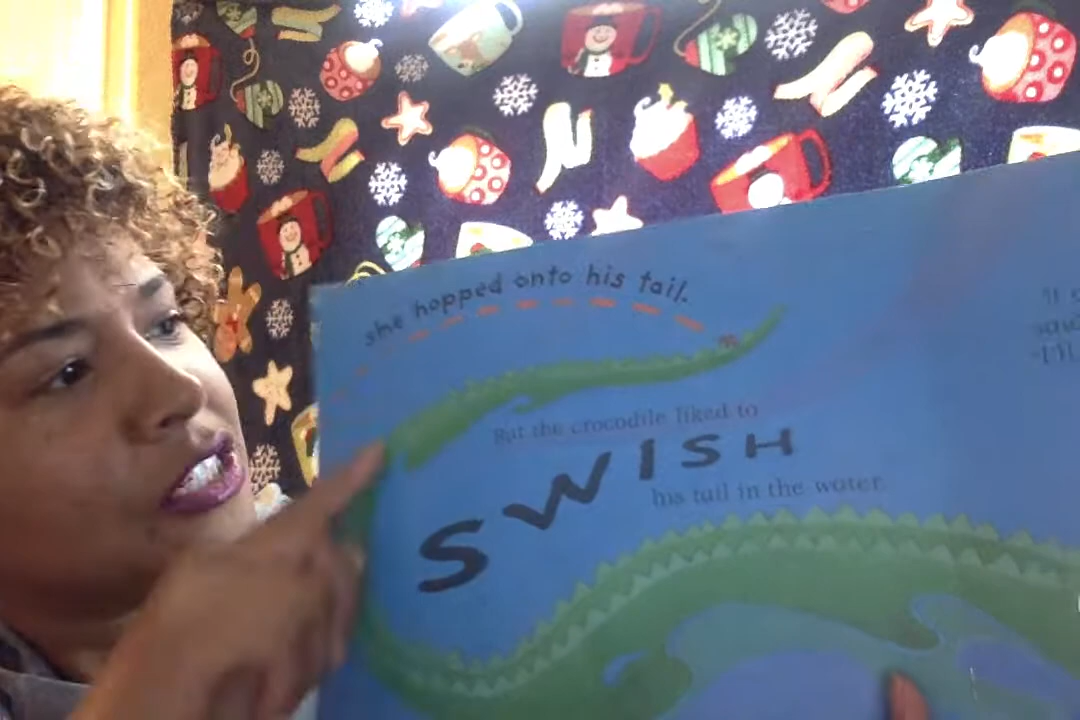 she hopped onto his tail.
But the crocodile liked to
SWISH
his tail in the water.